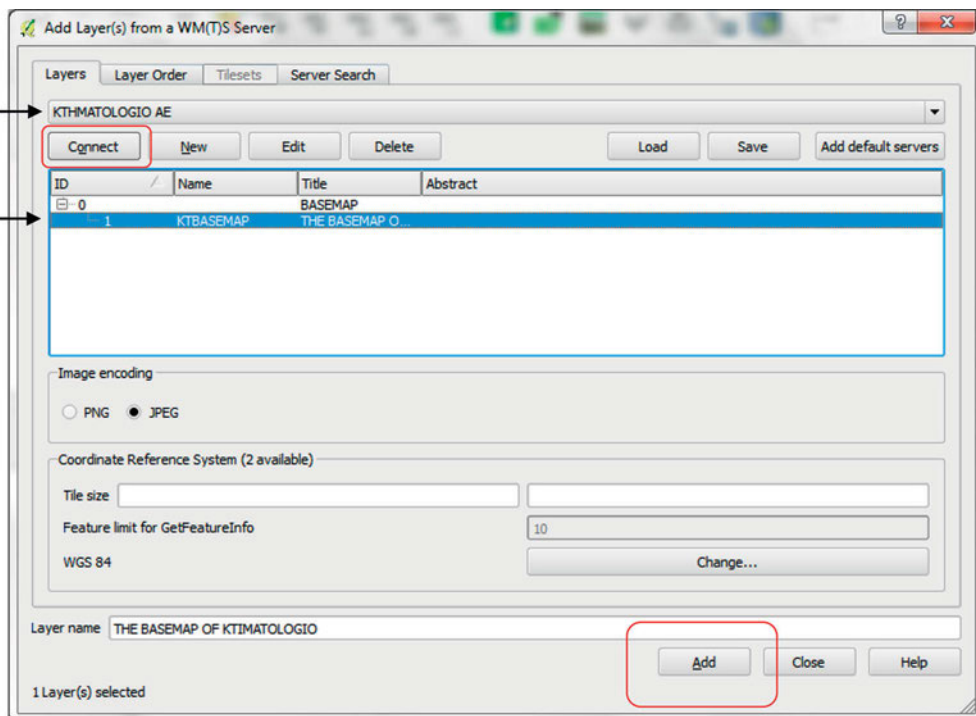 Add Layer(s) from a WM(T)S Server
Layers Layer Order Tilesets Server Search
KTHMATOLOGIO AE
Connect New Edit Delete Load Save Add default servers
ID Name Title Abstract
0 BASEMAP
1 KTBASEMAP THE BASEMAP O...
Image encoding
PNG JPEG
Coordinate Reference System (2 available)
Tile size
Feature limit for GetFeatureInfo 10
WGS 84 Change...
Layer name THE BASEMAP OF KTIMATOLOGIO
Add Close Help
1 Layer(s) selected